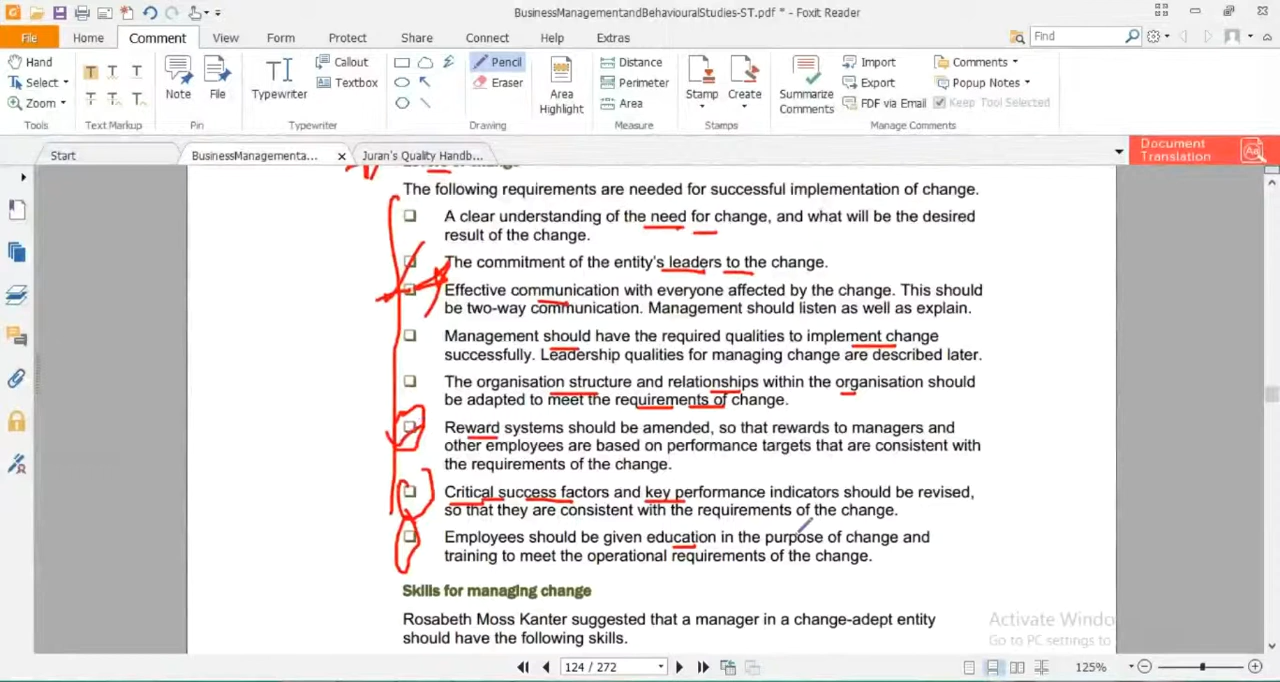 BusinessManagementandBehaviouralStudies-ST.pdf * - Foxit Reader
File Home Comment View Form Protect Share Connect Help Extras Find
Hand
Select
Zoom
Tools
Text Markup
Note
File
Pin
Typewriter
Callout
Textbox
Typewriter
Pencil
Eraser
Drawing
Area
Highlight
Distance
Perimeter
Area
Measure
Stamp
Create
Stamps
Summarize
Comments
Import
Export
FDF via Email
Comments
Popup Notes
Keep Tool Selected
Manage Comments
Start BusinessManagementa... Juran's Quality Handb...
Document
Translation
The following requirements are needed for successful implementation of change.
A clear understanding of the need for change, and what will be the desired
result of the change.
The commitment of the entity's leaders to the change.
Effective communication with everyone affected by the change. This should
be two-way communication. Management should listen as well as explain.
Management should have the required qualities to implement change
successfully. Leadership qualities for managing change are described later.
The organisation structure and relationships within the organisation should
be adapted to meet the requirements of change.
Reward systems should be amended, so that rewards to managers and
other employees are based on performance targets that are consistent with
the requirements of the change.
Critical success factors and key performance indicators should be revised,
so that they are consistent with the requirements of the change.
Employees should be given education in the purpose of change and
training to meet the operational requirements of the change.
Skills for managing change
Rosabeth Moss Kanter suggested that a manager in a change-adept entity
should have the following skills.
Activate Windo
Go to PC settings to
124 / 272
125%